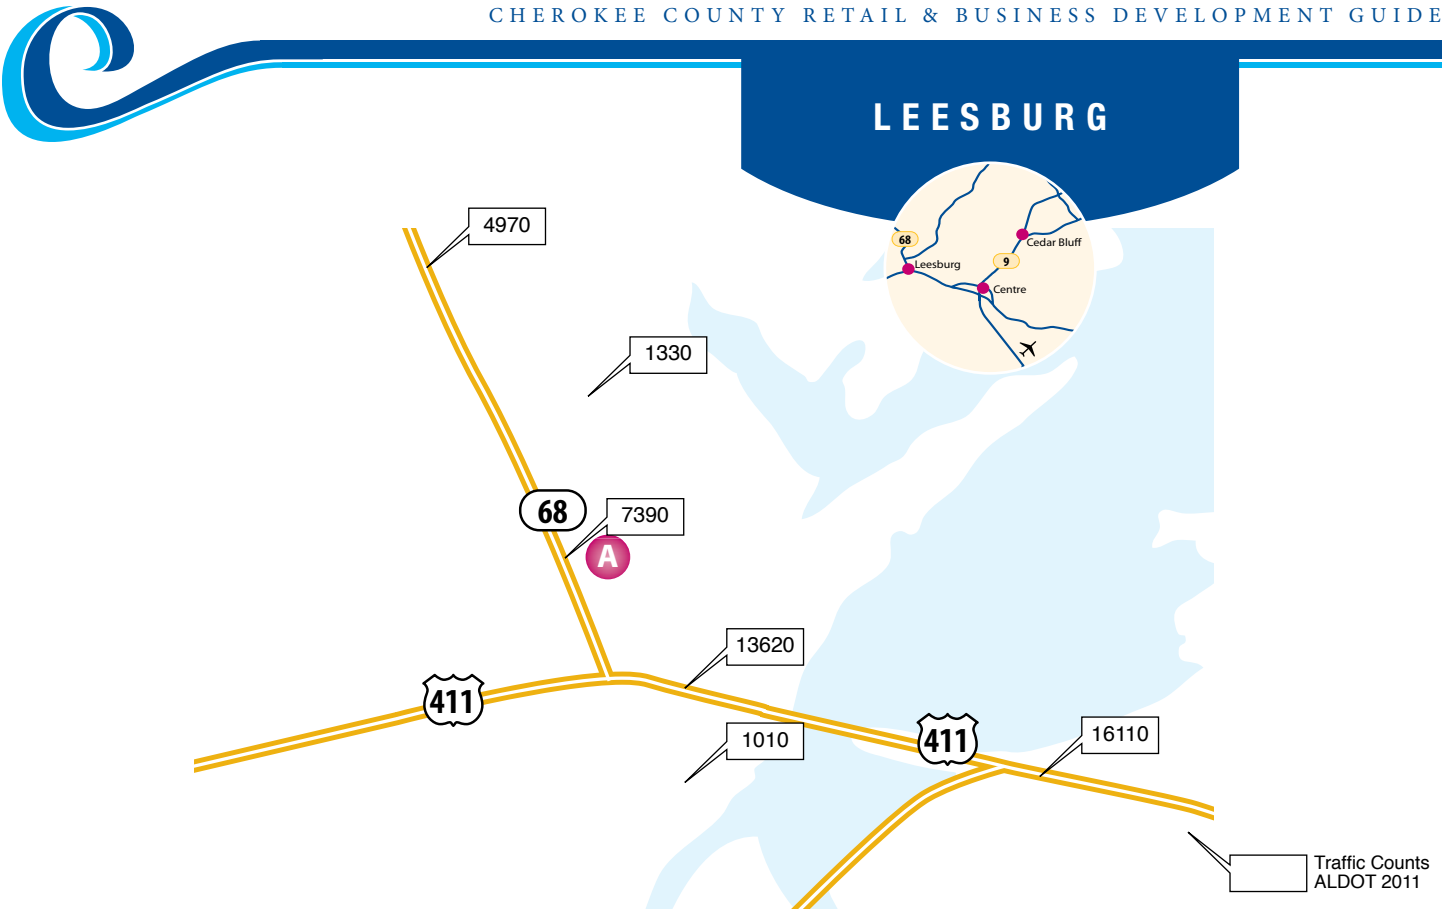 CHEROKEE COUNTY RETAIL & BUSINESS DEVELOPMENT GUIDE
LEESBURG
68
Cedar Bluff
9
Leesburg
Centre
4970
1330
68
7390
A
13620
411
1010
411
16110
Traffic Counts
ALDOT 2011